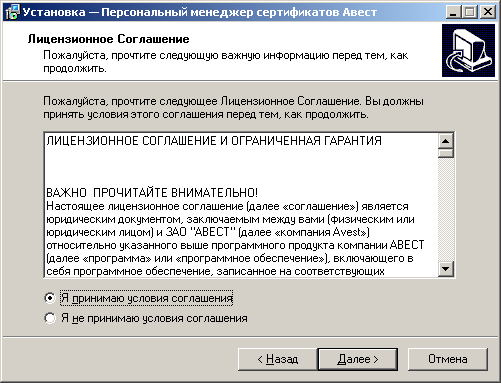 Установка — Персональный менеджер сертификатов Авест
Лицензионное Соглашение
Пожалуйста, прочтите следующую важную информацию перед тем, как
продолжить.
Пожалуйста, прочтите следующее Лицензионное Соглашение. Вы должны
принять условия этого соглашения перед тем, как продолжить.
ЛИЦЕНЗИОННОЕ СОГЛАШЕНИЕ И ОГРАНИЧЕННАЯ ГАРАНТИЯ
ВАЖНО ПРОЧИТАЙТЕ ВНИМАТЕЛЬНО!
Настоящее лицензионное соглашение (далее «соглашение») является
юридическим документом, заключаемым между вами (физическим или
юридическим лицом) и ЗАО "АВЕСТ" (далее «компания Avest»)
относительно указанного выше программного продукта компании АВЕСТ
(далее «программа» или «программное обеспечение»), включающего в
себя программное обеспечение, записанное на соответствующих
Я принимаю условия соглашения
Я не принимаю условия соглашения
< Назад
Далее >
Отмена